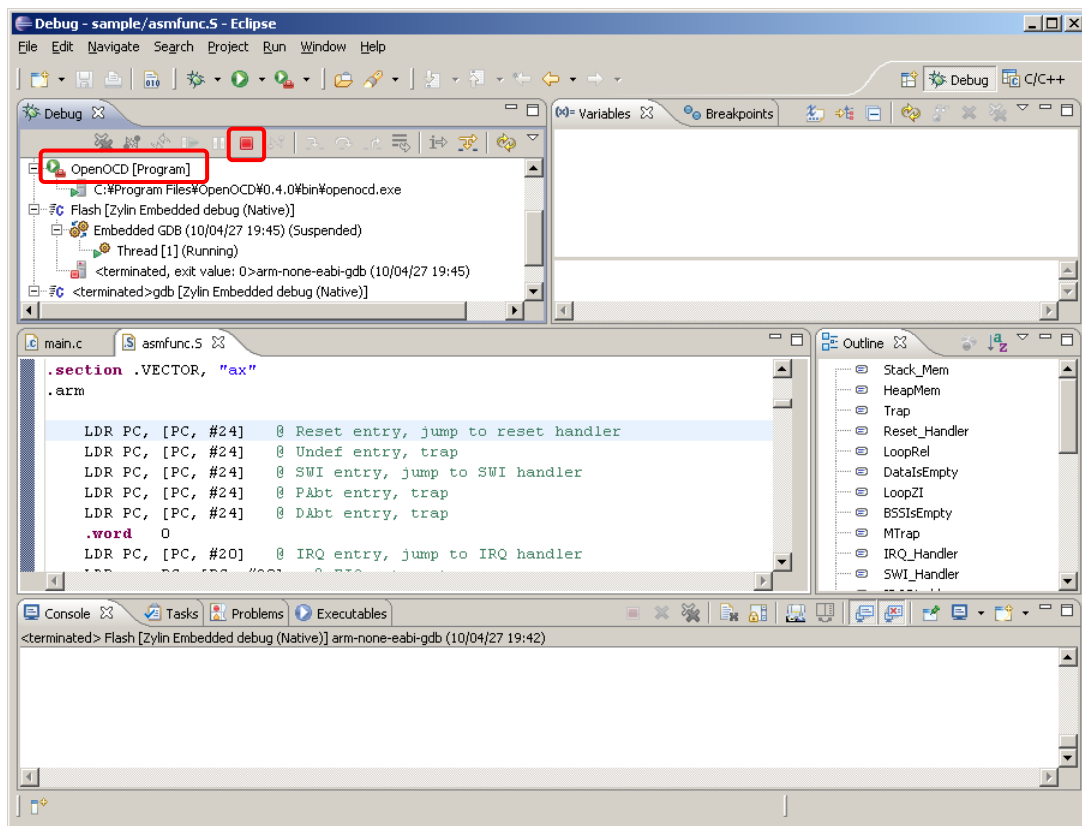 Debug - sample/asmfunc.S - Eclipse
File Edit Navigate Search Project Run Window Help
Debug C/C++
Debug
OpenOCD [Program]
C:¥Program Files¥OpenOCD¥0.4.0¥bin¥openocd.exe
Flash [Zylin Embedded debug (Native)]
Embedded GDB (10/04/27 19:45) (Suspended)
Thread [1] (Running)
<terminated, exit value: 0>arm-none-eabi-gdb (10/04/27 19:45)
<terminated>gdb [Zylin Embedded debug (Native)]
(x)= Variables Breakpoints
main.c asmfunc.S
.section .VECTOR, "ax"
.arm
LDR PC, [PC, #24] @ Reset entry, jump to reset handler
LDR PC, [PC, #24] @ Undef entry, trap
LDR PC, [PC, #24] @ SWI entry, jump to SWI handler
LDR PC, [PC, #24] @ PAbt entry, trap
LDR PC, [PC, #24] @ DAbt entry, trap
.word 0
LDR PC, [PC, #20] @ IRQ entry, jump to IRQ handler
Outline
Stack_Mem
HeapMem
Trap
Reset_Handler
LoopRel
DataIsEmpty
LoopZI
BSSIsEmpty
MTrap
IRQ_Handler
SWI_Handler
Console Tasks Problems Executables
<terminated> Flash [Zylin Embedded debug (Native)] arm-none-eabi-gdb (10/04/27 19:42)